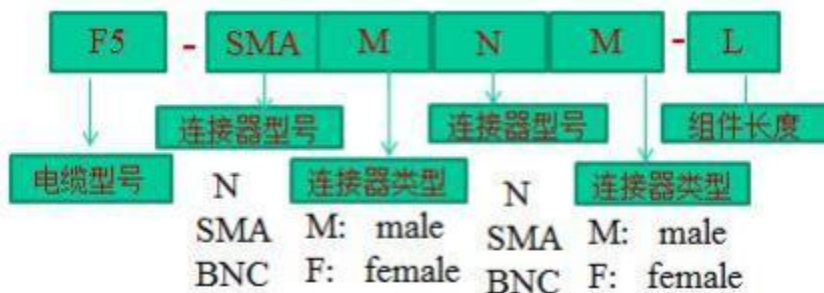 F5 - SMA M N M - L
连接器型号 连接器型号 组件长度
电缆型号 连接器类型 连接器类型
N N
SMA M: male SMA M: male
BNC F: female BNC F: female